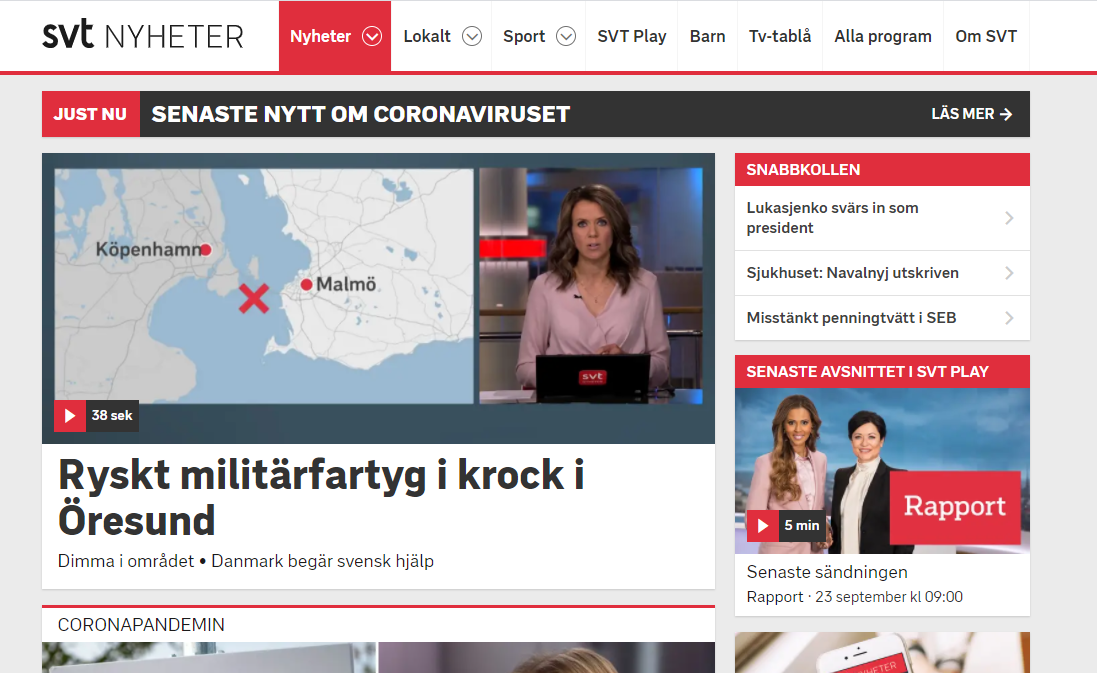 svt NYHETER
Nyheter
Lokalt
Sport
SVT Play
Barn
Tv-tablå
Alla program
Om SVT
JUST NU
SENASTE NYTT OM CORONAVIRUSET
LÄS MER
Köpenhamn
Malmö
svt
38 sek
Ryskt militärfartyg i krock i
Öresund
Dimma i området • Danmark begär svensk hjälp
CORONAPANDEMIN
SNABBKOLLEN
Lukasjenko svärs in som
president
Sjukhuset: Navalnyj utskriven
Misstänkt penningtvätt i SEB
SENASTE AVSNITTET I SVT PLAY
Rapport
5 min
Senaste sändningen
Rapport · 23 september kl 09:00
NYHETER